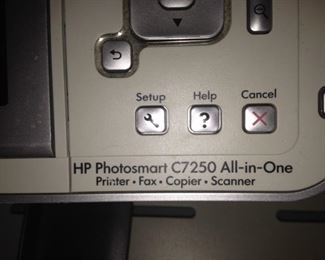 Setup Help Cancel
?
HP Photosmart C7250 All-in-One
Printer • Fax • Copier • Scanner